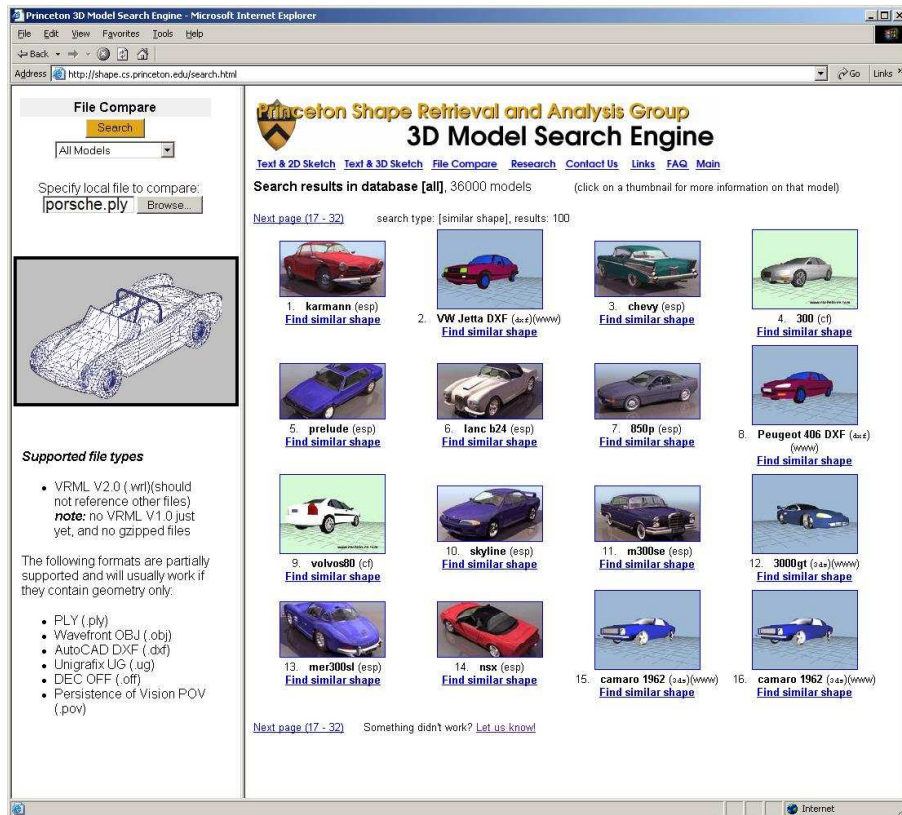 Princeton 3D Model Search Engine - Microsoft Internet Explorer
File Edit View Favorites Tools Help
Back
Address http://shape.cs.princeton.edu/search.html Go Links »
File Compare
Search
All Models
Specify local file to compare:
porsche.ply Browse...
Supported file types
• VRML V2.0 (.wrl)(should
not reference other files)
note: no VRML V1.0 just
yet, and no gzipped files
The following formats are partially
supported and will usually work if
they contain geometry only:
• PLY (.ply)
• Wavefront OBJ (.obj)
• AutoCAD DXF (.dxf)
• Unigrafix UG (.ug)
• DEC OFF (.off)
• Persistence of Vision POV
(.pov)
Princeton Shape Retrieval and Analysis Group
3D Model Search Engine
Text & 2D Sketch Text & 3D Sketch File Compare Research Contact Us Links FAQ Main
Search results in database [all], 36000 models (click on a thumbnail for more information on that model)
Next page (17 - 32) search type: [similar shape], results: 100
1. karmann (esp)
Find similar shape
2. VW Jetta DXF (dxf)(www)
Find similar shape
3. chevy (esp)
Find similar shape
4. 300 (cf)
Find similar shape
5. prelude (esp)
Find similar shape
6. lanc b24 (esp)
Find similar shape
7. 850p (esp)
Find similar shape
8. Peugeot 406 DXF (dxf)
(www)
Find similar shape
9. volvos80 (cf)
Find similar shape
10. skyline (esp)
Find similar shape
11. m300se (esp)
Find similar shape
12. 3000gt (3ds)(www)
Find similar shape
13. mer300sl (esp)
Find similar shape
14. nsx (esp)
Find similar shape
15. camaro 1962 (3ds)(www)
Find similar shape
16. camaro 1962 (3ds)(www)
Find similar shape
Next page (17 - 32) Something didn't work? Let us know!
Internet